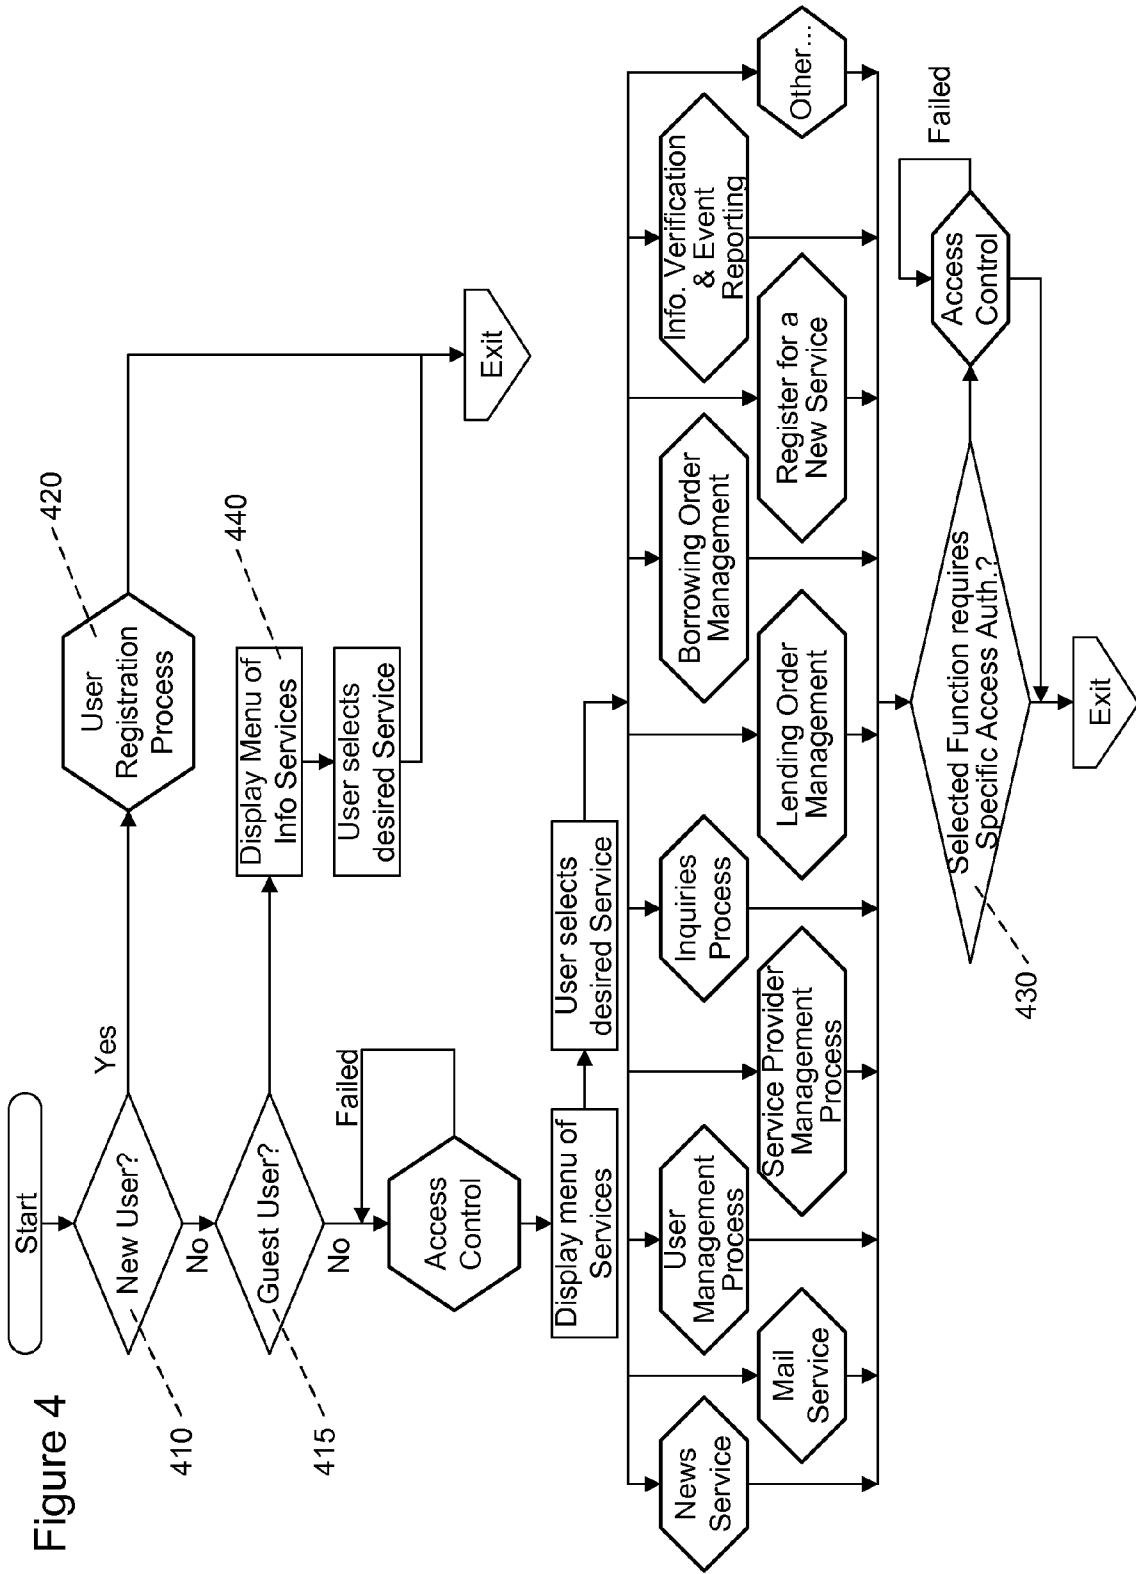 Figure 4
Start
New User?
410
Yes
No
User
Registration
Process
420
Guest User?
415
No
Display Menu of
Info Services
440
User selects
desired Service
Exit
Access
Control
Failed
Display menu of
Services
User selects
desired Service
News
Service
Mail
Service
User
Management
Process
Service Provider
Management
Process
Inquiries
Process
Lending Order
Management
Borrowing Order
Management
Register for a
New Service
Info. Verification
& Event
Reporting
Other...
Selected Function requires
Specific Access Auth.?
430
Access
Control
Failed
Exit